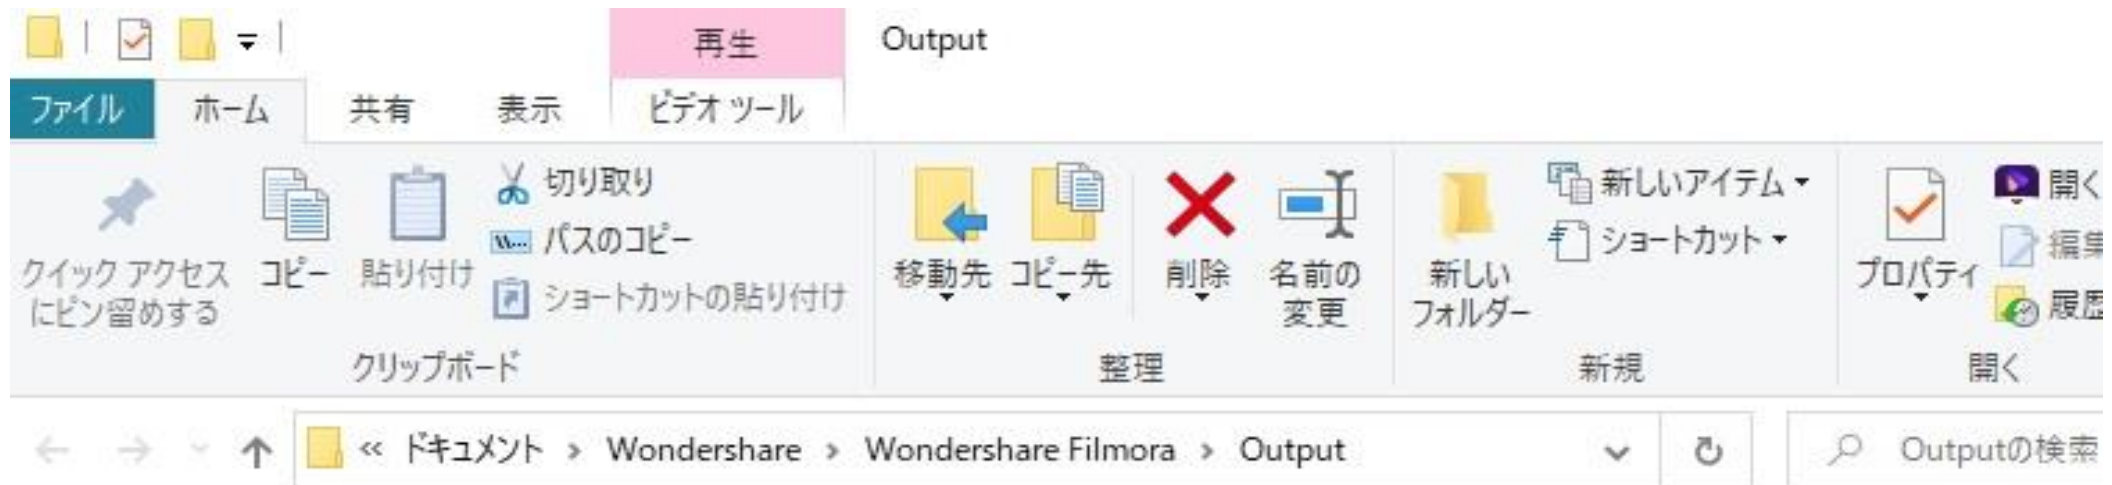 再生
Output
ファイル
ホーム
共有
表示
ビデオ ツール
クイック アクセス
にピン留めする
コピー
貼り付け
切り取り
パスのコピー
ショートカットの貼り付け
クリップボード
移動先
コピー先
削除
名前の
変更
整理
新しい
フォルダー
新しいアイテム
ショートカット
新規
プロパティ
開く
編集
履歴
開く
« ドキュメント > Wondershare > Wondershare Filmora > Output
Outputの検索